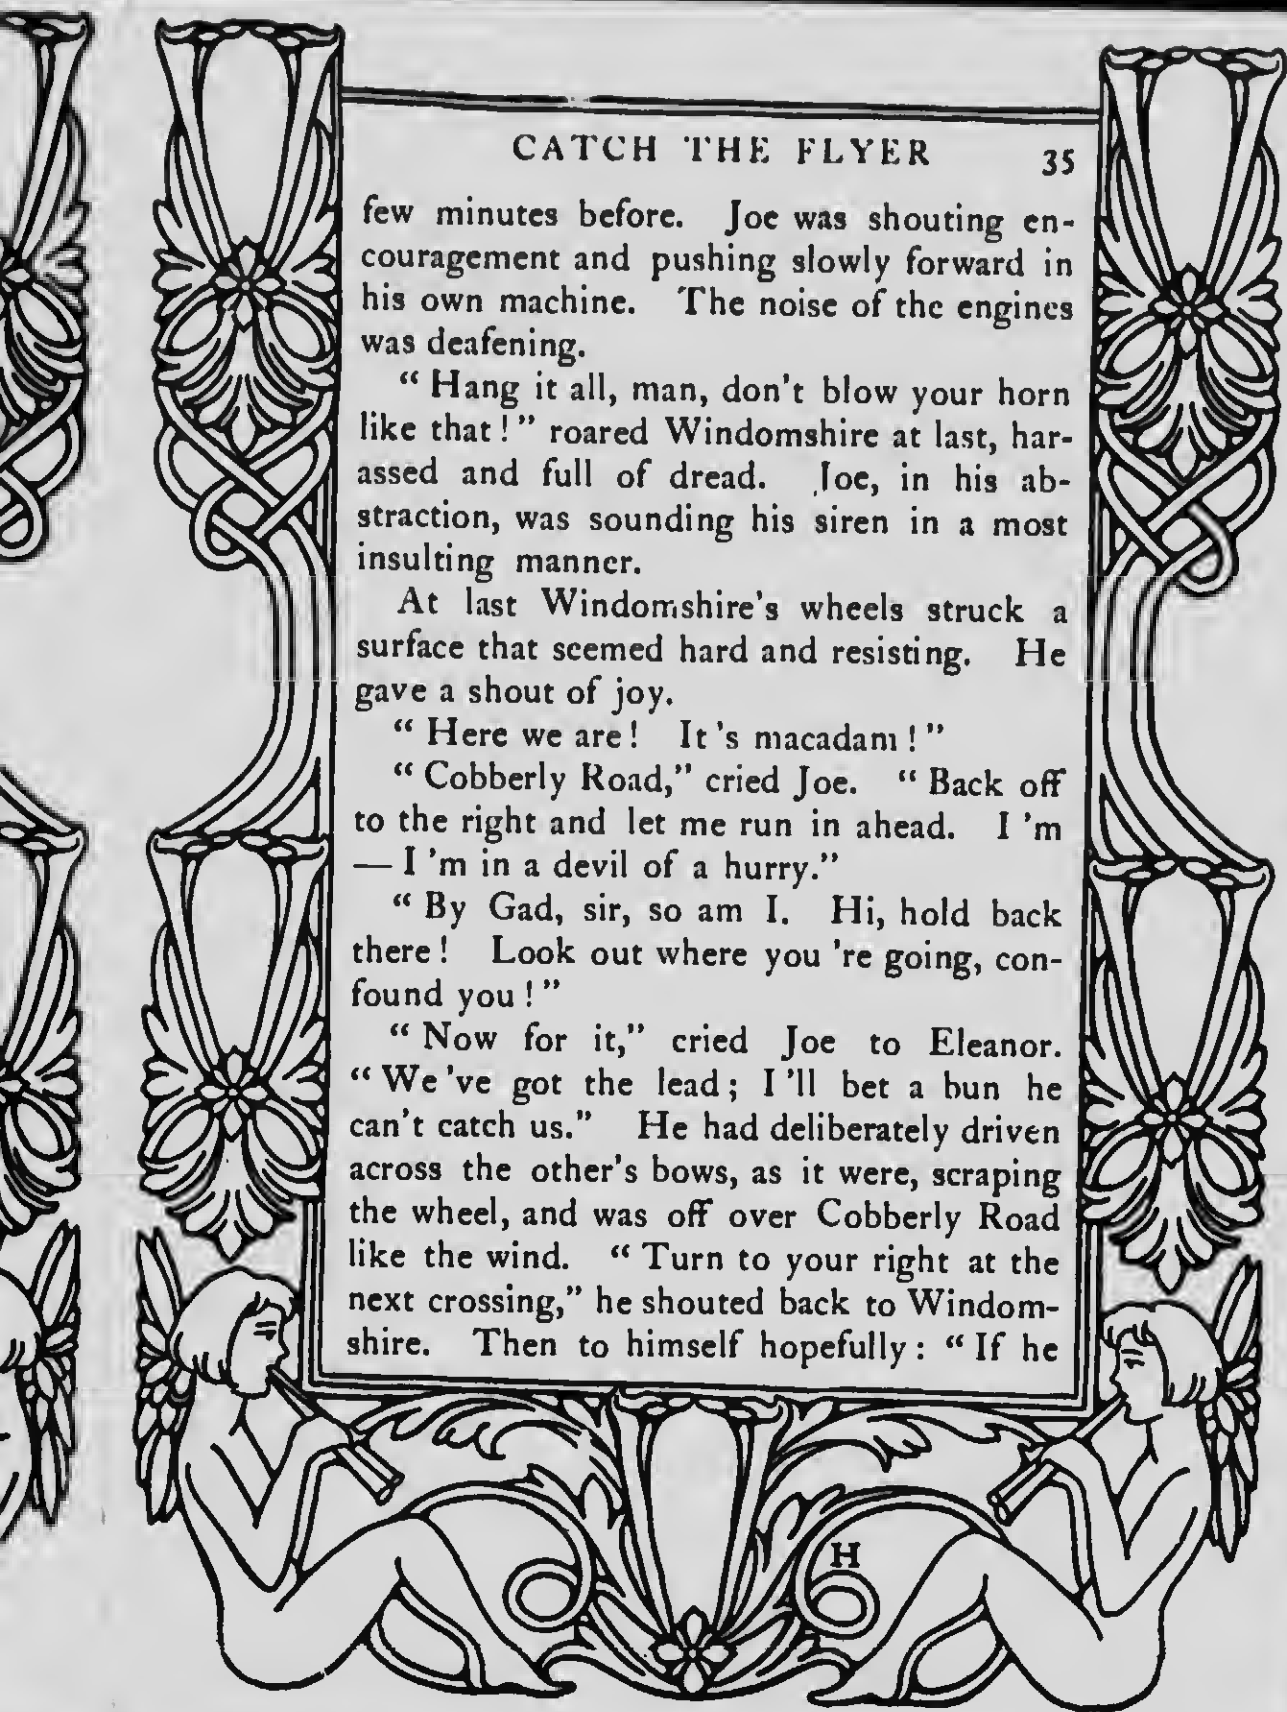 CATCH THE FLYER 35
few minutes before. Joe was shouting en-
couragement and pushing slowly forward in
his own machine. The noise of the engines
was deafening.
“ Hang it all, man, don't blow your horn
like that ! ” roared Windomshire at last, har-
assed and full of dread. Joe, in his ab-
straction, was sounding his siren in a most
insulting manner.
At last Windomshire's wheels struck a
surface that seemed hard and resisting. He
gave a shout of joy.
“ Here we are ! It 's macadam ! ”
“ Cobberly Road,” cried Joe. “ Back off
to the right and let me run in ahead. I 'm
— I 'm in a devil of a hurry.”
“ By Gad, sir, so am I. Hi, hold back
there ! Look out where you 're going, con-
found you ! ”
“ Now for it,” cried Joe to Eleanor.
“ We 've got the lead ; I 'll bet a bun he
can't catch us.” He had deliberately driven
across the other's bows, as it were, scraping
the wheel, and was off over Cobberly Road
like the wind. “ Turn to your right at the
next crossing,” he shouted back to Windom-
shire. Then to himself hopefully : “ If he
H